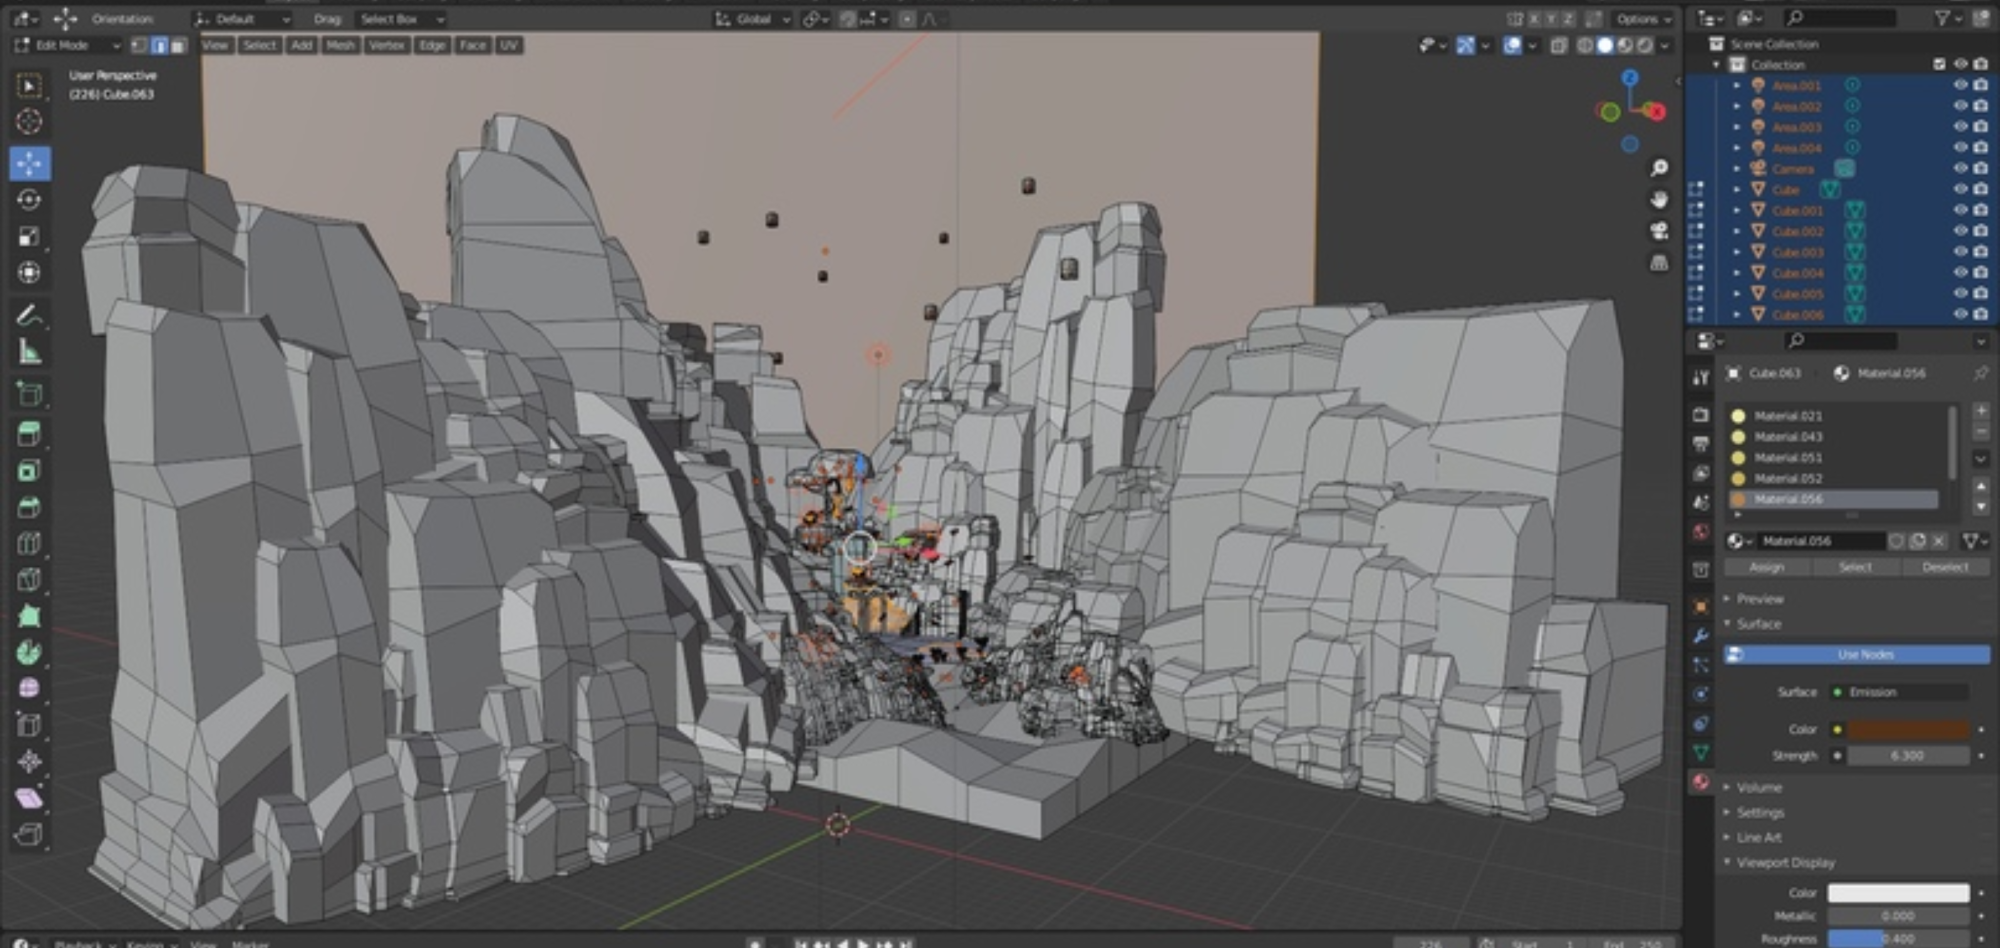 Orientation: Default Drag: Select Box Global X Y Z Options
Edit Mode View Select Add Mesh Vertex Edge Face UV
User Perspective
(226) Cube.063
Z
X
Scene Collection
Collection
Area.001
Area.002
Area.003
Area.004
Camera
Cube
Cube.001
Cube.002
Cube.003
Cube.004
Cube.005
Cube.006
Cube.063 Material.056
Material.021
Material.043
Material.051
Material.052
Material.056
Material.056
Assign Select Deselect
Preview
Surface
Use Nodes
Surface Emission
Color
Strength 6.300
Volume
Settings
Line Art
Viewport Display
Color
Metallic 0.000
Roughness 0.400
Playback Keying View Marker 226 Start 1 End 250